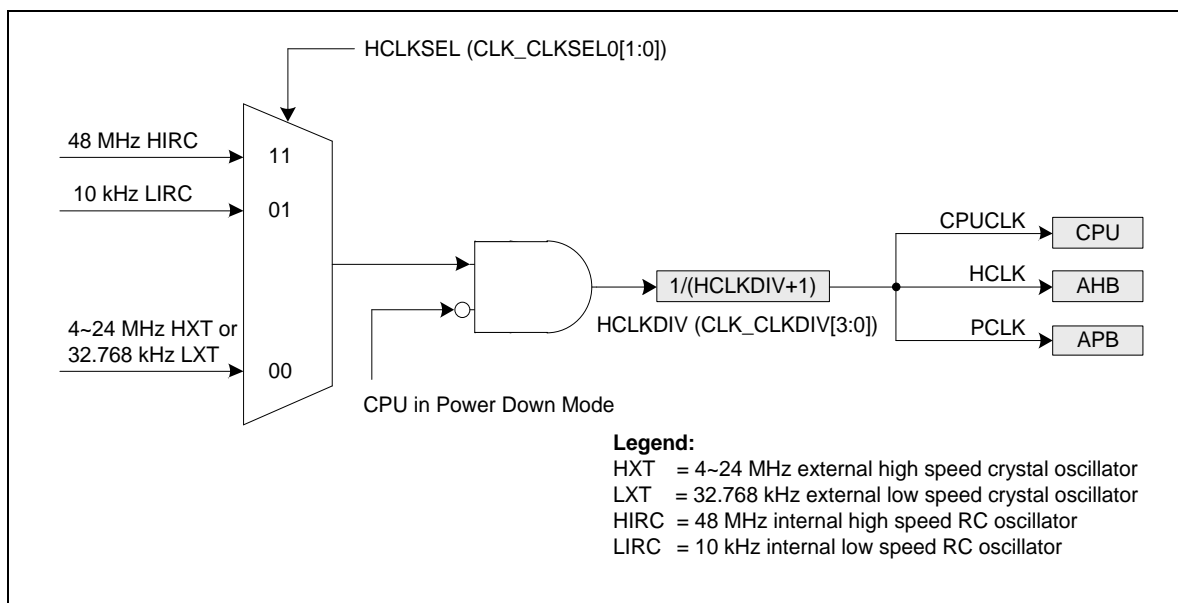 HCLKSEL (CLK_CLKSEL0[1:0])
48 MHz HIRC
11
10 kHz LIRC
01
4~24 MHz HXT or
32.768 kHz LXT
00
CPU in Power Down Mode
1/(HCLKDIV+1)
HCLKDIV (CLK_CLKDIV[3:0])
CPUCLK
CPU
HCLK
AHB
PCLK
APB
Legend:
HXT = 4~24 MHz external high speed crystal oscillator
LXT = 32.768 kHz external low speed crystal oscillator
HIRC = 48 MHz internal high speed RC oscillator
LIRC = 10 kHz internal low speed RC oscillator